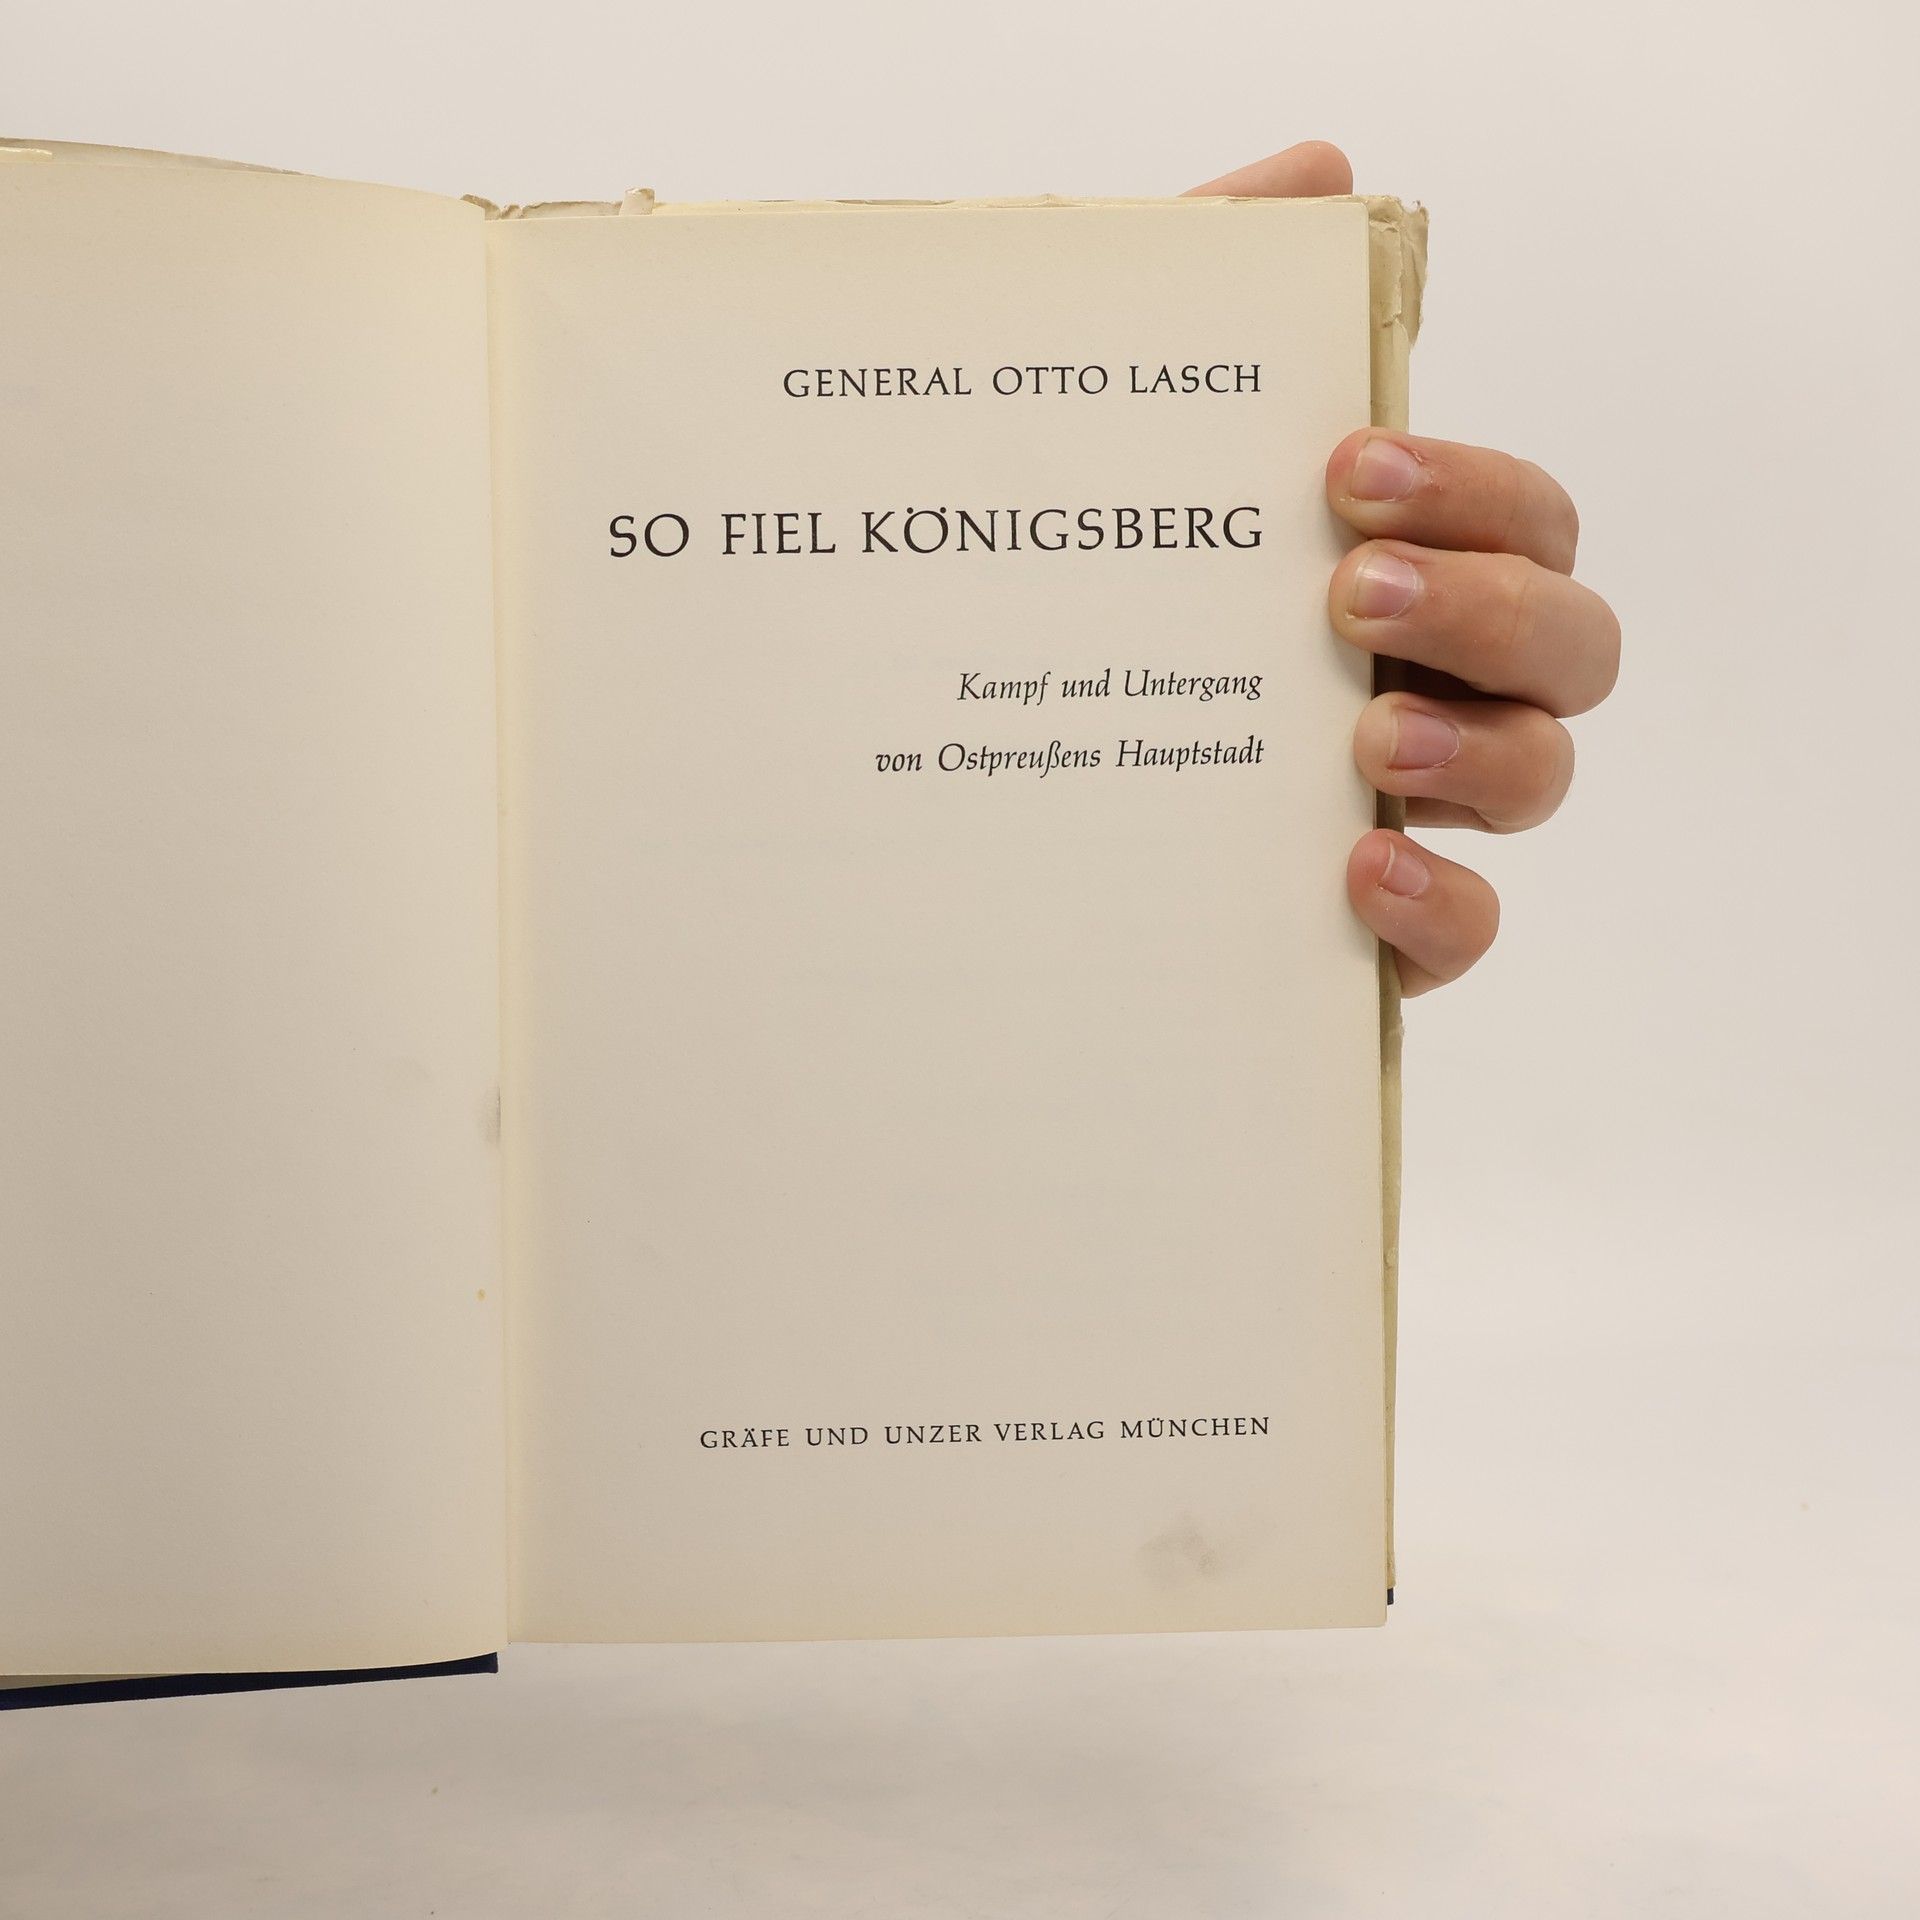 GENERAL OTTO LASCH
SO FIEL KÖNIGSBERG
Kampf und Untergang
von Ostpreußens Hauptstadt
GRÄFE UND UNZER VERLAG MÜNCHEN